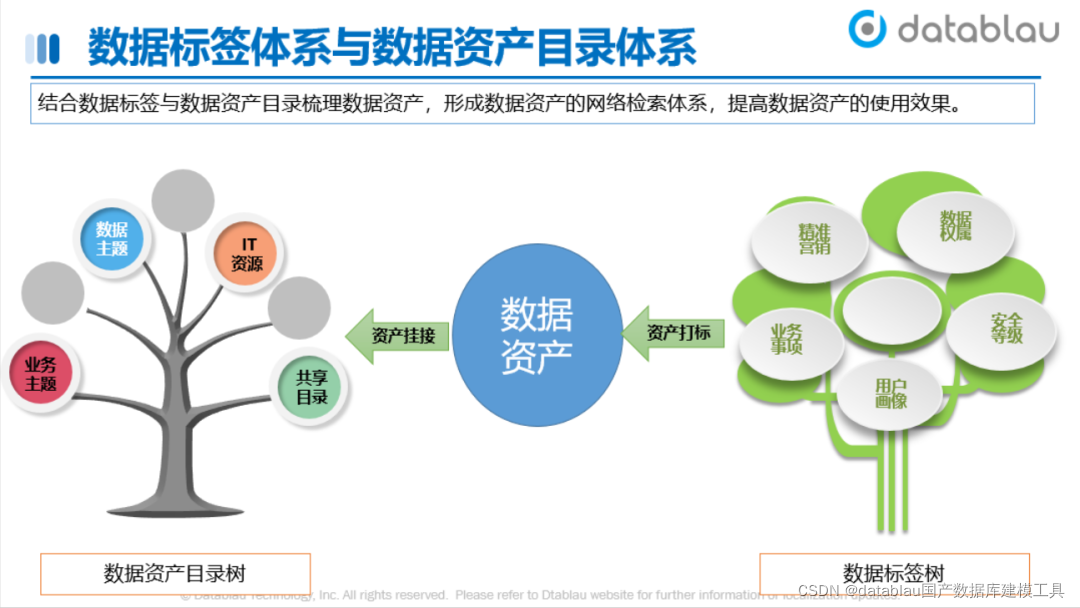 数据标签体系与数据资产目录体系
datablau
结合数据标签与数据资产目录梳理数据资产，形成数据资产的网络检索体系，提高数据资产的使用效果。
数据
主题
IT
资源
业务
主题
共享
目录
资产挂接
数据
资产
资产打标
精准
营销
数据
权属
业务
事项
安全
等级
用户
画像
数据资产目录树
数据标签树
CSDN @datablau国产数据库建模工具
© Datablau Technology, Inc. All rights reserved. Please refer to Dtablau website for further information or localization updates.